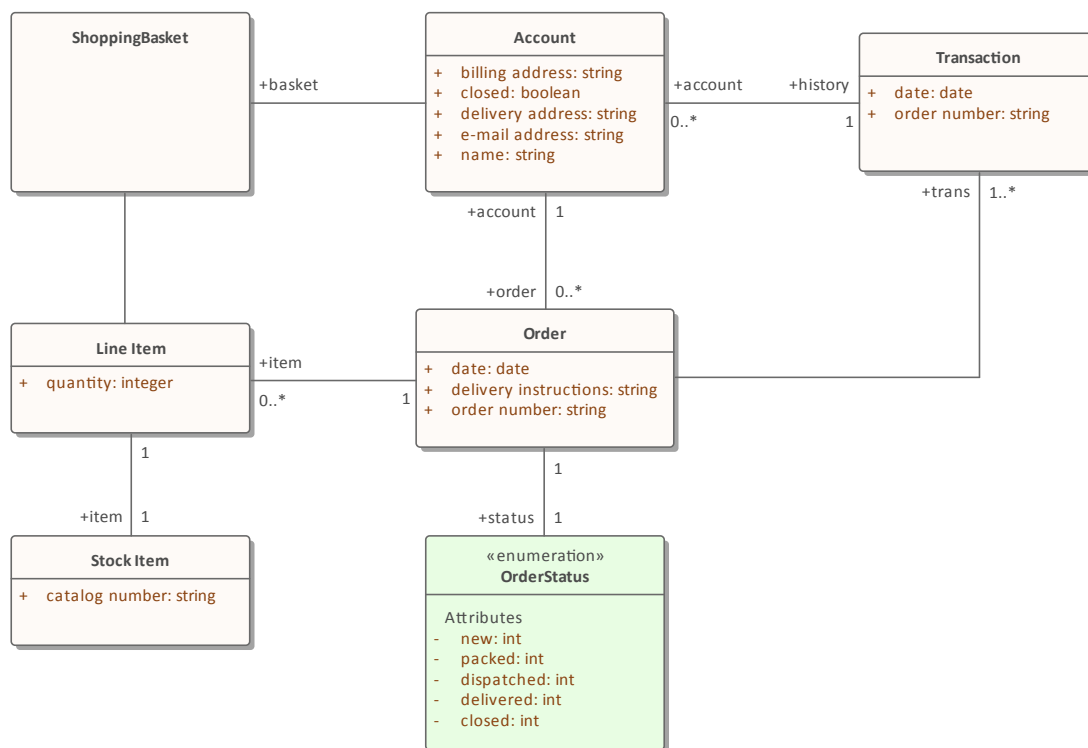 ShoppingBasket
+basket
Account
+ billing address: string
+ closed: boolean
+ delivery address: string
+ e-mail address: string
+ name: string
+account
0..*
+history
1
Transaction
+ date: date
+ order number: string
+trans
1..*
+account
1
+order
0..*
Line Item
+ quantity: integer
+item
0..*
1
Order
+ date: date
+ delivery instructions: string
+ order number: string
1
+item
1
Stock Item
+ catalog number: string
1
+status
1
«enumeration»
OrderStatus
Attributes
- new: int
- packed: int
- dispatched: int
- delivered: int
- closed: int